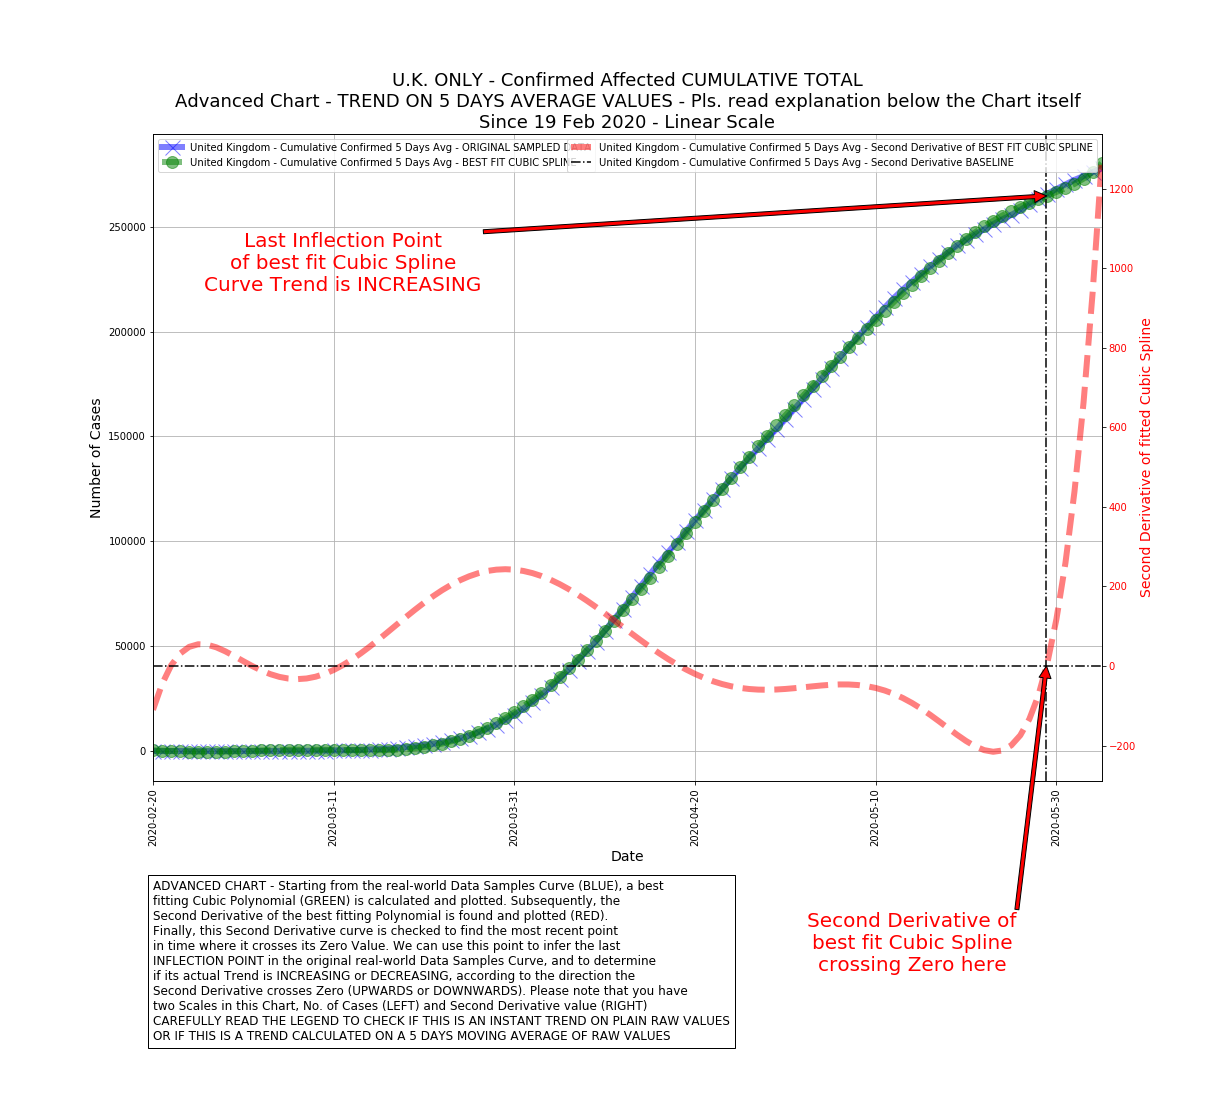 U.K. ONLY - Confirmed Affected CUMULATIVE TOTAL
Advanced Chart - TREND ON 5 DAYS AVERAGE VALUES - Pls. read explanation below the Chart itself
Since 19 Feb 2020 - Linear Scale
United Kingdom - Cumulative Confirmed 5 Days Avg - ORIGINAL SAMPLED DATA
United Kingdom - Cumulative Confirmed 5 Days Avg - BEST FIT CUBIC SPLINE
United Kingdom - Cumulative Confirmed 5 Days Avg - Second Derivative of BEST FIT CUBIC SPLINE
United Kingdom - Cumulative Confirmed 5 Days Avg - Second Derivative BASELINE
Last Inflection Point
of best fit Cubic Spline
Curve Trend is INCREASING
Number of Cases
250000
200000
150000
100000
50000
0
1200
1000
800
600
400
200
0
−200
Second Derivative of fitted Cubic Spline
2020-02-20
2020-03-11
2020-03-31
2020-04-20
2020-05-10
2020-05-30
Date
ADVANCED CHART - Starting from the real-world Data Samples Curve (BLUE), a best
fitting Cubic Polynomial (GREEN) is calculated and plotted. Subsequently, the
Second Derivative of the best fitting Polynomial is found and plotted (RED).
Finally, this Second Derivative curve is checked to find the most recent point
in time where it crosses its Zero Value. We can use this point to infer the last
INFLECTION POINT in the original real-world Data Samples Curve, and to determine
if its actual Trend is INCREASING or DECREASING, according to the direction the
Second Derivative crosses Zero (UPWARDS or DOWNWARDS). Please note that you have
two Scales in this Chart, No. of Cases (LEFT) and Second Derivative value (RIGHT)
CAREFULLY READ THE LEGEND TO CHECK IF THIS IS AN INSTANT TREND ON PLAIN RAW VALUES
OR IF THIS IS A TREND CALCULATED ON A 5 DAYS MOVING AVERAGE OF RAW VALUES
Second Derivative of
best fit Cubic Spline
crossing Zero here